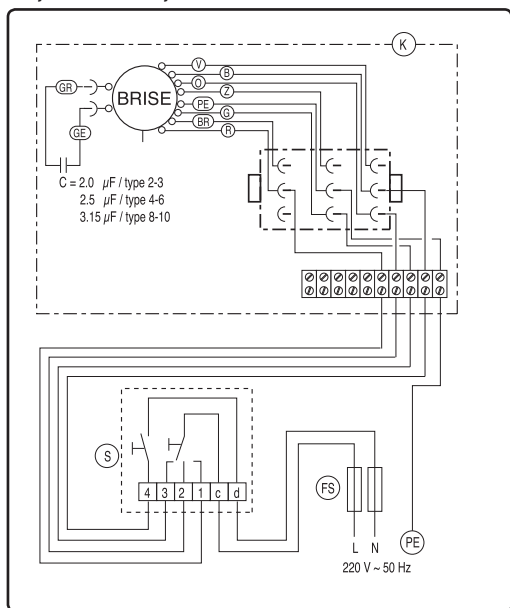 K
V
B
O
Z
PE
G
BR
R
GR
GE
BRISE
C = 2.0 µF / type 2-3
2.5 µF / type 4-6
3.15 µF / type 8-10
S
4 3 2 1 c d
FS
L N
PE
220 V ~ 50 Hz